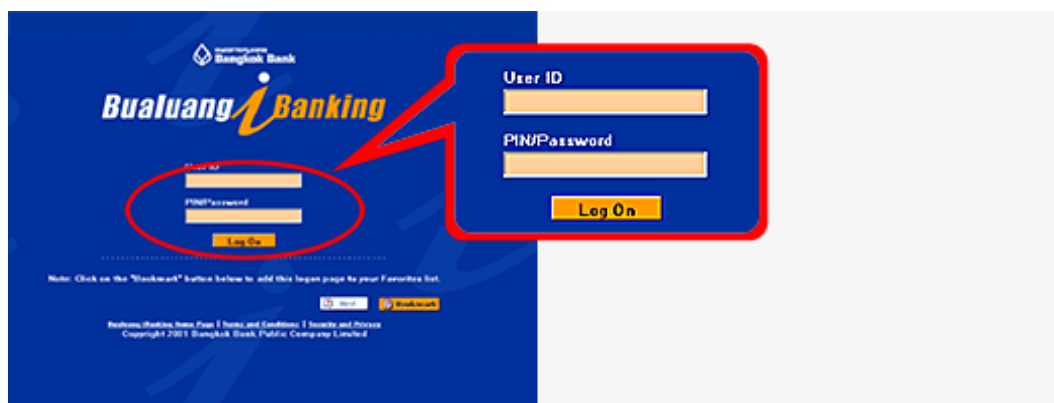 Bangkok Bank
Bualuang iBanking
User ID
PIN/Password
Log On
User ID
PIN/Password
Log On
Note: Click on the "Bookmark" button below to add this logon page to your Favorites list.
Bookmark
Bualuang iBanking Home Page | Terms and Conditions | Security and Privacy
Copyright 2001 Bangkok Bank Public Company Limited